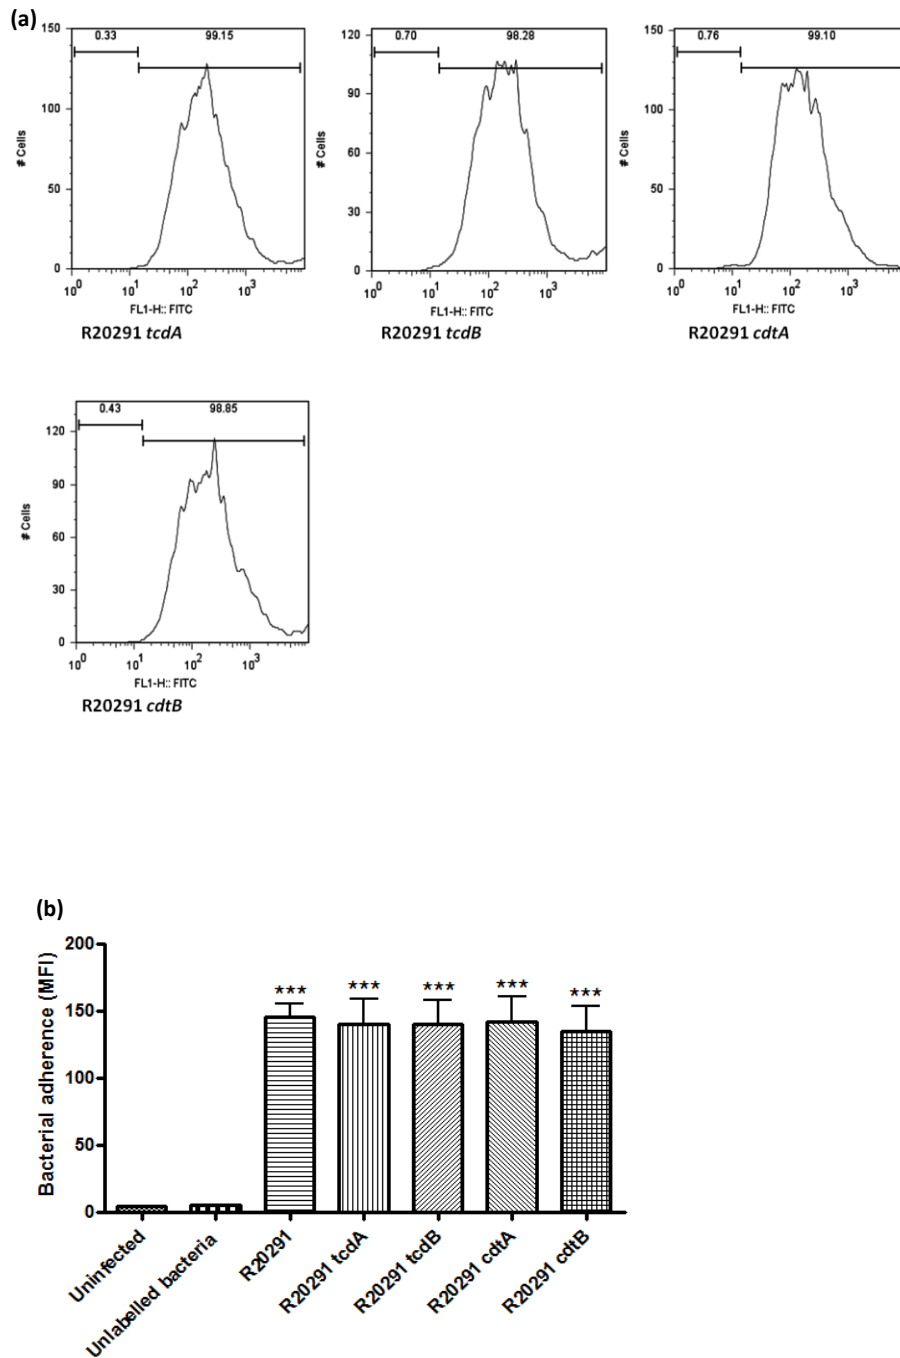 (a)
150
100
50
0
# Cells
0.33 99.15
10^0 10^1 10^2 10^3
FL1-H:: FITC
R20291 tcdA
120
90
60
30
0
# Cells
0.70 98.28
10^0 10^1 10^2 10^3
FL1-H:: FITC
R20291 tcdB
150
100
50
0
# Cells
0.76 99.10
10^0 10^1 10^2 10^3
FL1-H:: FITC
R20291 cdtA
120
90
60
30
0
# Cells
0.43 98.85
10^0 10^1 10^2 10^3
FL1-H:: FITC
R20291 cdtB
(b)
Bacterial adherence (MFI)
200
150
100
50
0
*** *** *** *** ***
Uninfected
Unlabelled bacteria
R20291
R20291 tcdA
R20291 tcdB
R20291 cdtA
R20291 cdtB